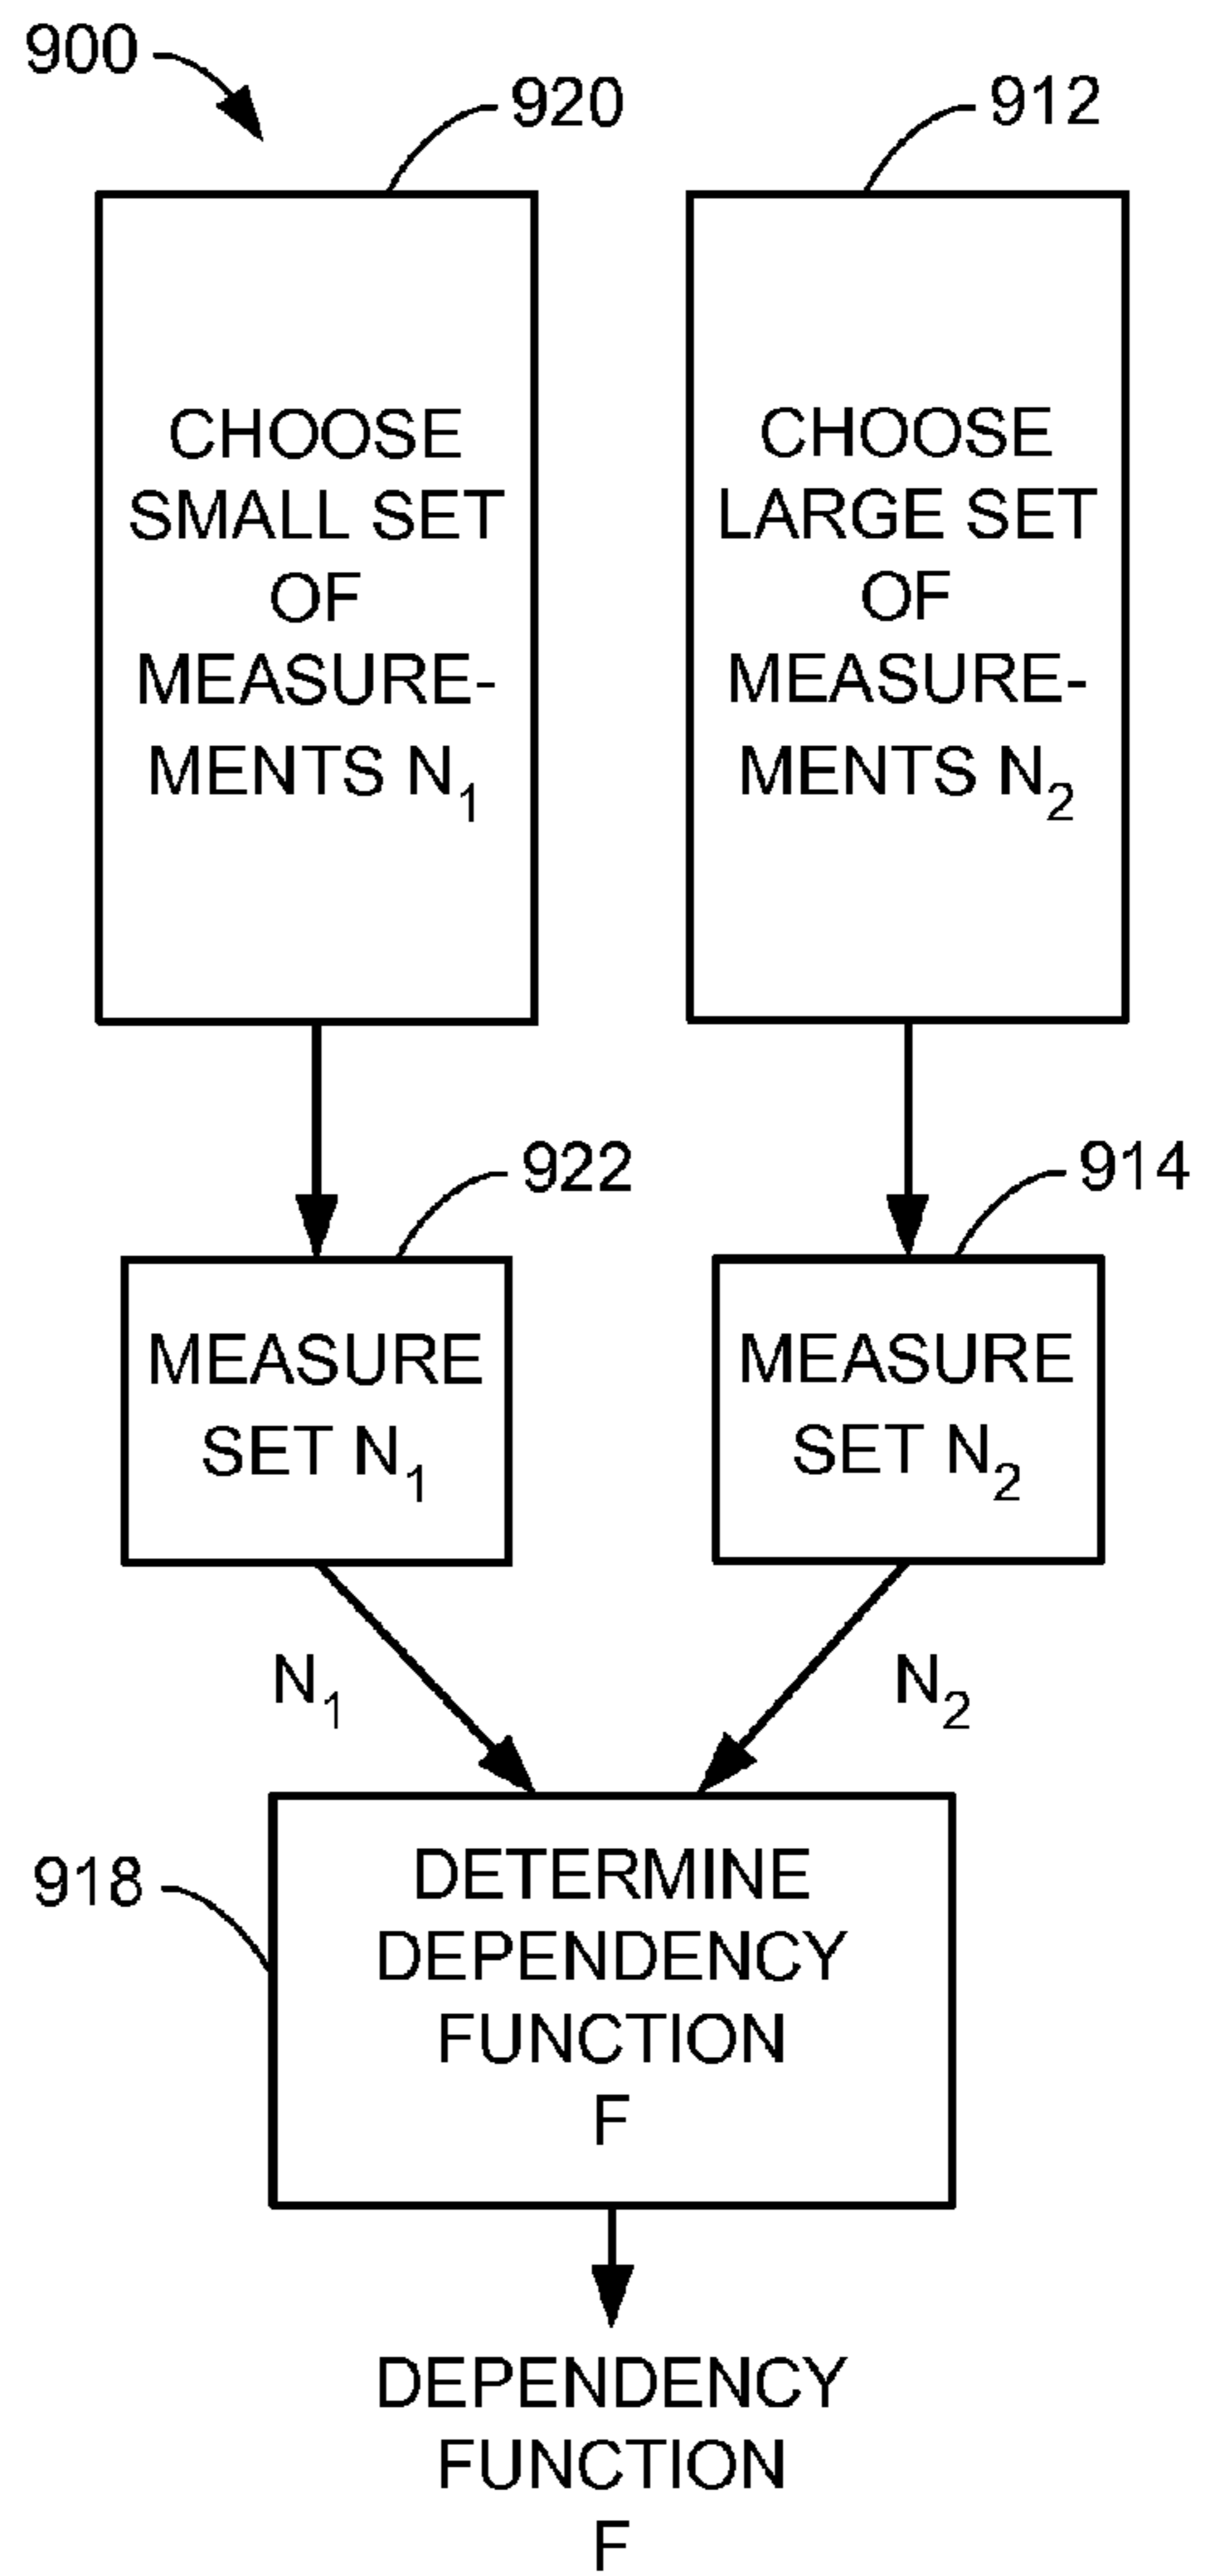 900
920
912
CHOOSE
SMALL SET
OF
MEASURE-
MENTS N₁
CHOOSE
LARGE SET
OF
MEASURE-
MENTS N₂
922
914
MEASURE
SET N₁
MEASURE
SET N₂
N₁
N₂
918
DETERMINE
DEPENDENCY
FUNCTION
F
DEPENDENCY
FUNCTION
F